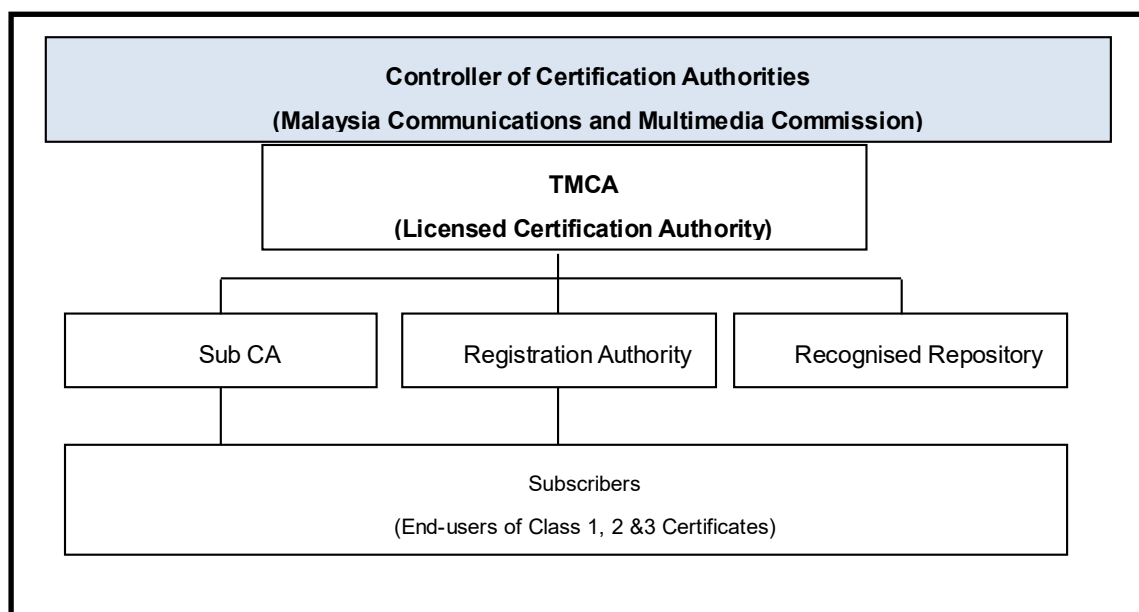 Controller of Certification Authorities
(Malaysia Communications and Multimedia Commission)
TMCA
(Licensed Certification Authority)
Sub CA
Registration Authority
Recognised Repository
Subscribers
(End-users of Class 1, 2 &3 Certificates)